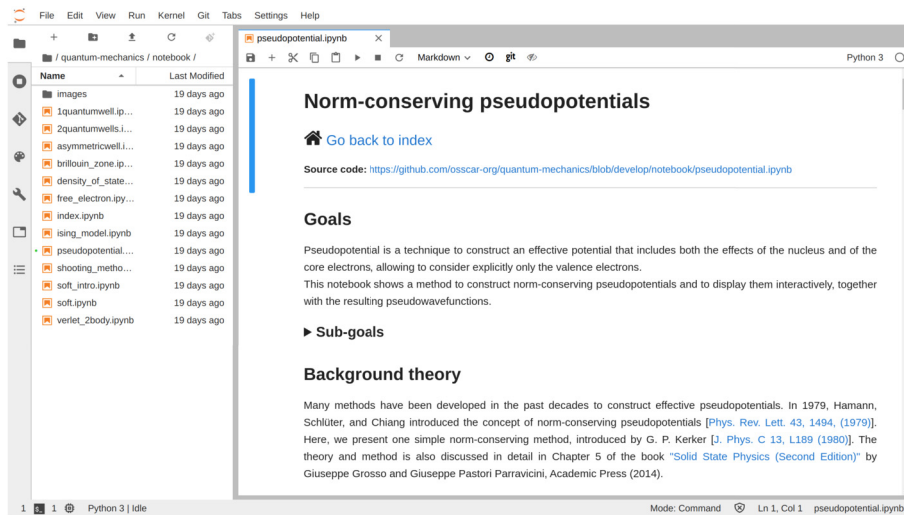 File Edit View Run Kernel Git Tabs Settings Help
/ quantum-mechanics / notebook /
Name Last Modified
images 19 days ago
1quantumwell.ip… 19 days ago
2quantumwells.i… 19 days ago
asymmetricwell.i… 19 days ago
brillouin_zone.ip… 19 days ago
density_of_state… 19 days ago
free_electron.ipy… 19 days ago
index.ipynb 19 days ago
ising_model.ipynb 19 days ago
pseudopotential.… 19 days ago
shooting_metho… 19 days ago
soft_intro.ipynb 19 days ago
soft.ipynb 19 days ago
verlet_2body.ipynb 19 days ago
pseudopotential.ipynb
Markdown git Python 3
Norm-conserving pseudopotentials
Go back to index
Source code: https://github.com/osscar-org/quantum-mechanics/blob/develop/notebook/pseudopotential.ipynb
Goals
Pseudopotential is a technique to construct an effective potential that includes both the effects of the nucleus and of the
core electrons, allowing to consider explicitly only the valence electrons.
This notebook shows a method to construct norm-conserving pseudopotentials and to display them interactively, together
with the resulting pseudowavefunctions.
Sub-goals
Background theory
Many methods have been developed in the past decades to construct effective pseudopotentials. In 1979, Hamann,
Schlüter, and Chiang introduced the concept of norm-conserving pseudopotentials [Phys. Rev. Lett. 43, 1494, (1979)].
Here, we present one simple norm-conserving method, introduced by G. P. Kerker [J. Phys. C 13, L189 (1980)]. The
theory and method is also discussed in detail in Chapter 5 of the book "Solid State Physics (Second Edition)" by
Giuseppe Grosso and Giuseppe Pastori Parravicini, Academic Press (2014).
1 1 Python 3 | Idle Mode: Command Ln 1, Col 1 pseudopotential.ipynb